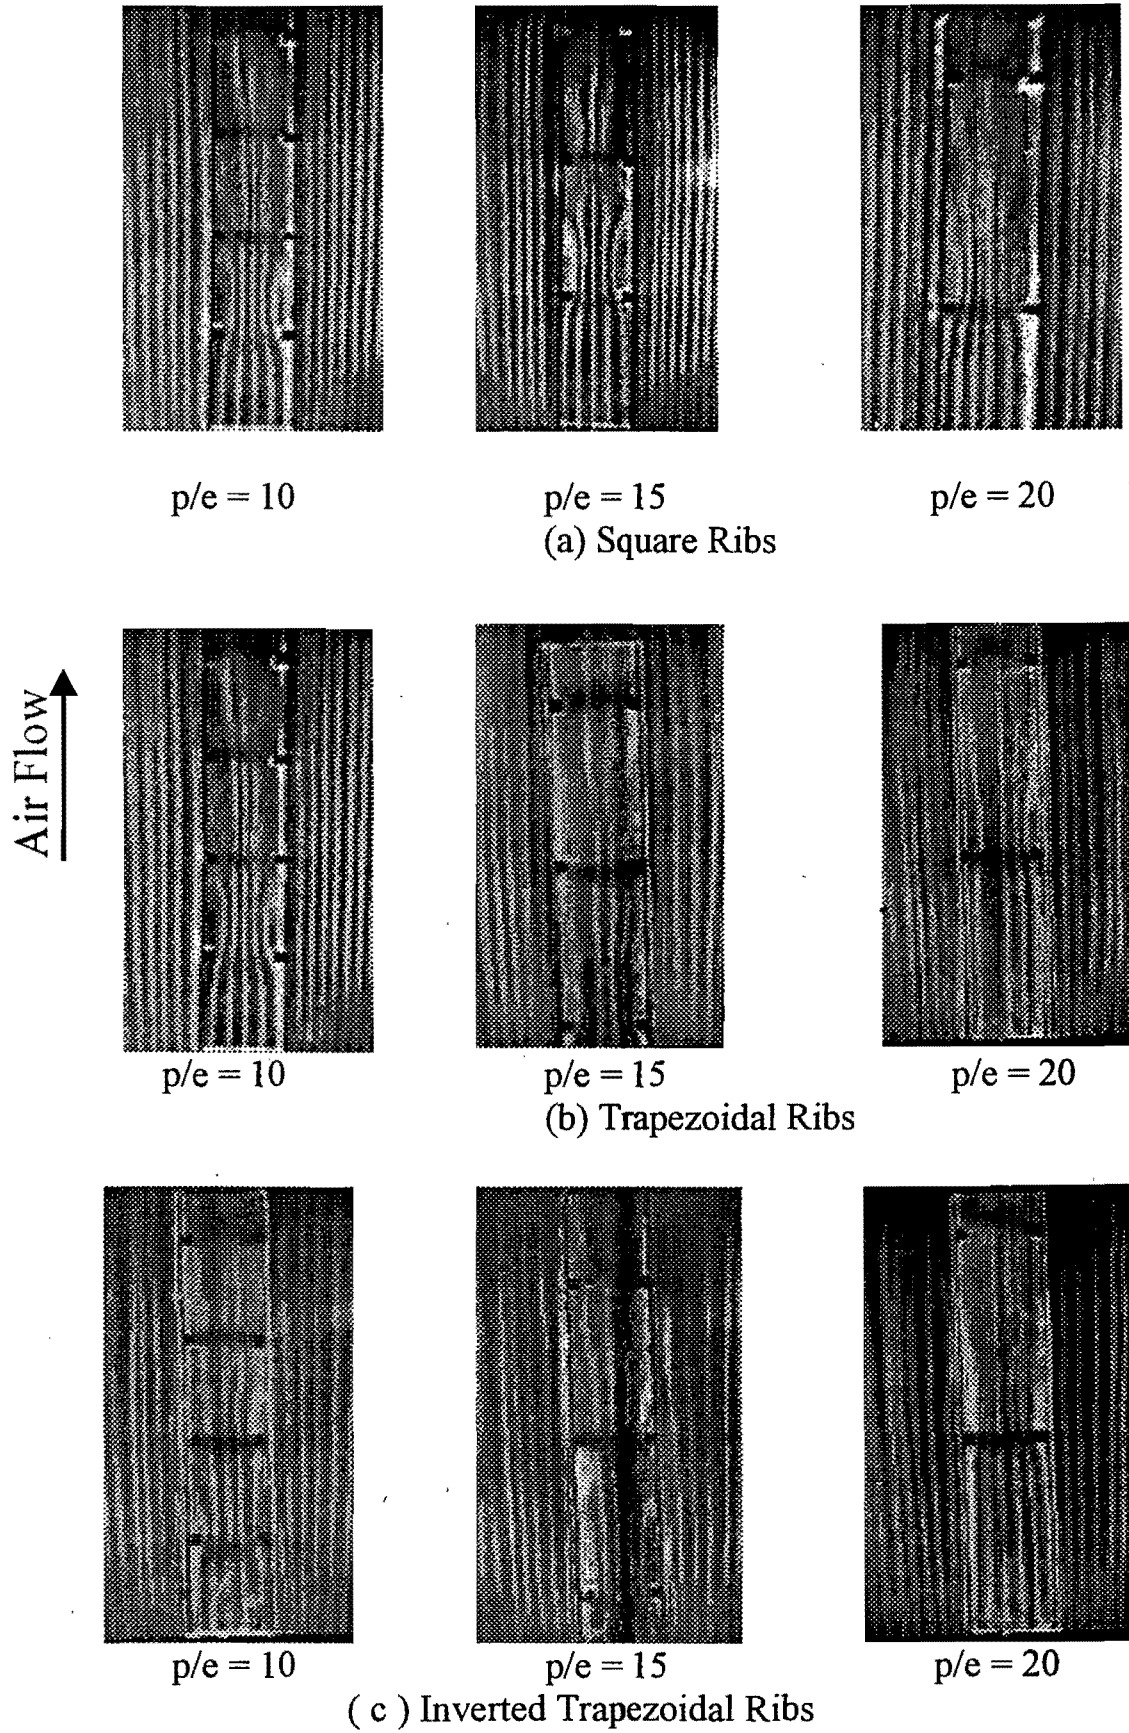 p/e = 10 p/e = 15 p/e = 20
(a) Square Ribs
Air Flow
p/e = 10 p/e = 15 p/e = 20
(b) Trapezoidal Ribs
p/e = 10 p/e = 15 p/e = 20
( c ) Inverted Trapezoidal Ribs